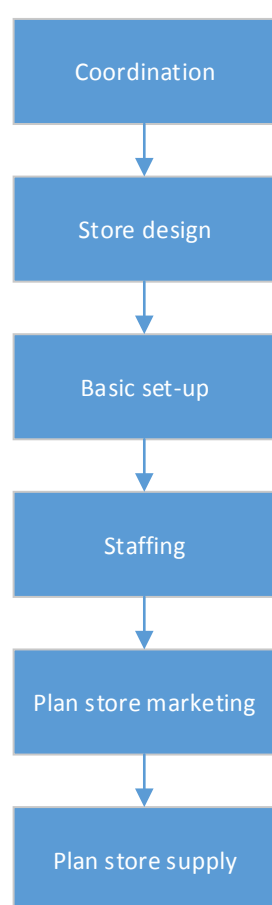 Coordination
Store design
Basic set-up
Staffing
Plan store marketing
Plan store supply